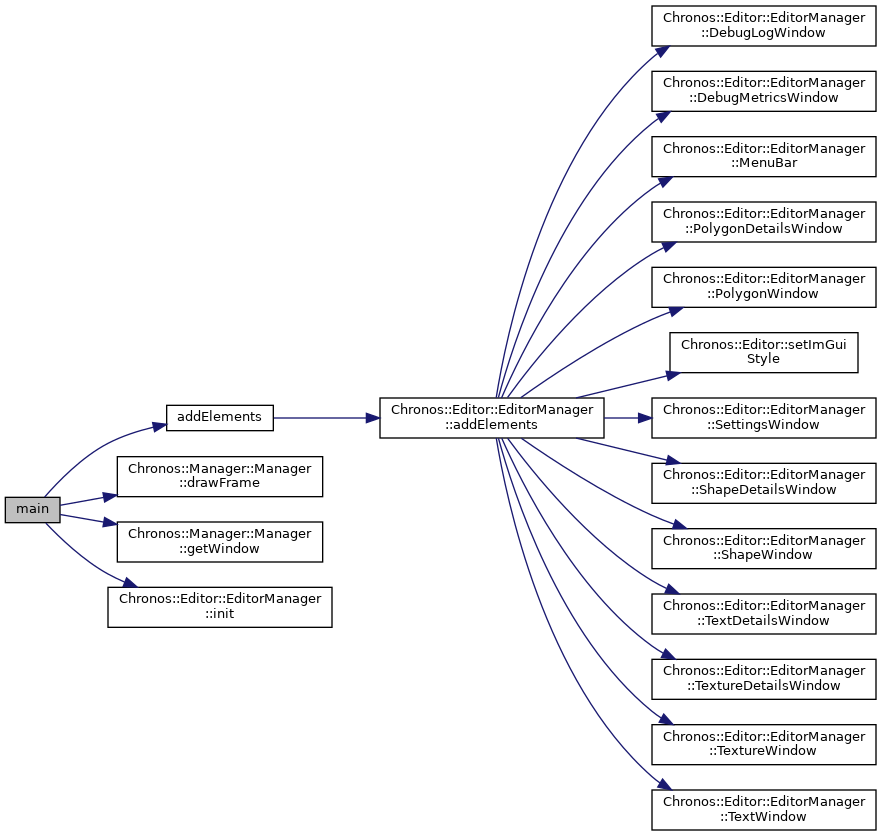 main
addElements
Chronos::Manager::Manager
::drawFrame
Chronos::Manager::Manager
::getWindow
Chronos::Editor::EditorManager
::init
Chronos::Editor::EditorManager
::addElements
Chronos::Editor::EditorManager
::DebugLogWindow
Chronos::Editor::EditorManager
::DebugMetricsWindow
Chronos::Editor::EditorManager
::MenuBar
Chronos::Editor::EditorManager
::PolygonDetailsWindow
Chronos::Editor::EditorManager
::PolygonWindow
Chronos::Editor::setImGui
Style
Chronos::Editor::EditorManager
::SettingsWindow
Chronos::Editor::EditorManager
::ShapeDetailsWindow
Chronos::Editor::EditorManager
::ShapeWindow
Chronos::Editor::EditorManager
::TextDetailsWindow
Chronos::Editor::EditorManager
::TextureDetailsWindow
Chronos::Editor::EditorManager
::TextureWindow
Chronos::Editor::EditorManager
::TextWindow